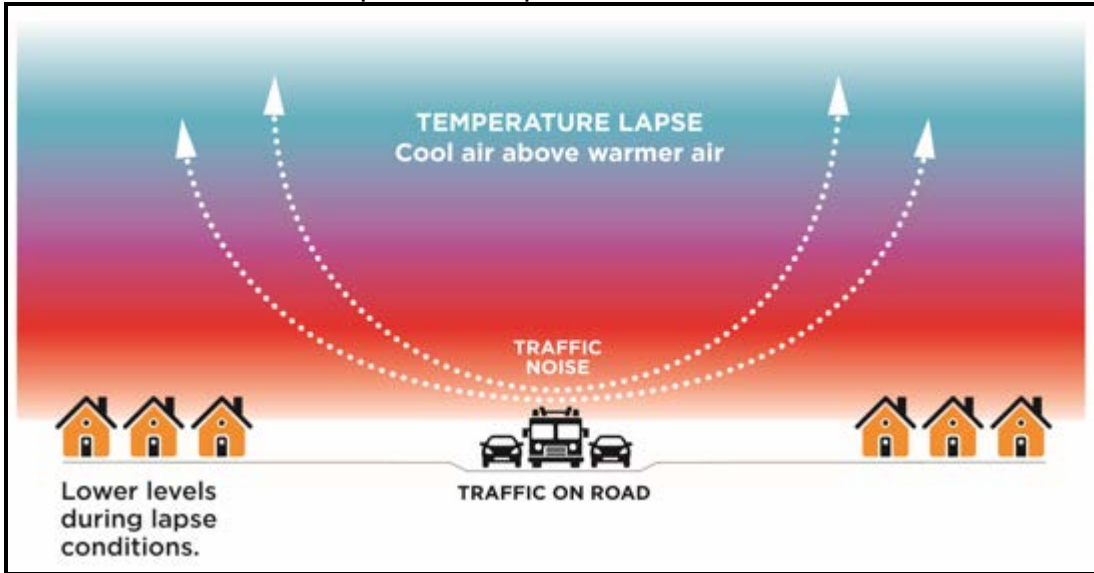 TEMPERATURE LAPSE
Cool air above warmer air
TRAFFIC
NOISE
TRAFFIC ON ROAD
Lower levels
during lapse
conditions.